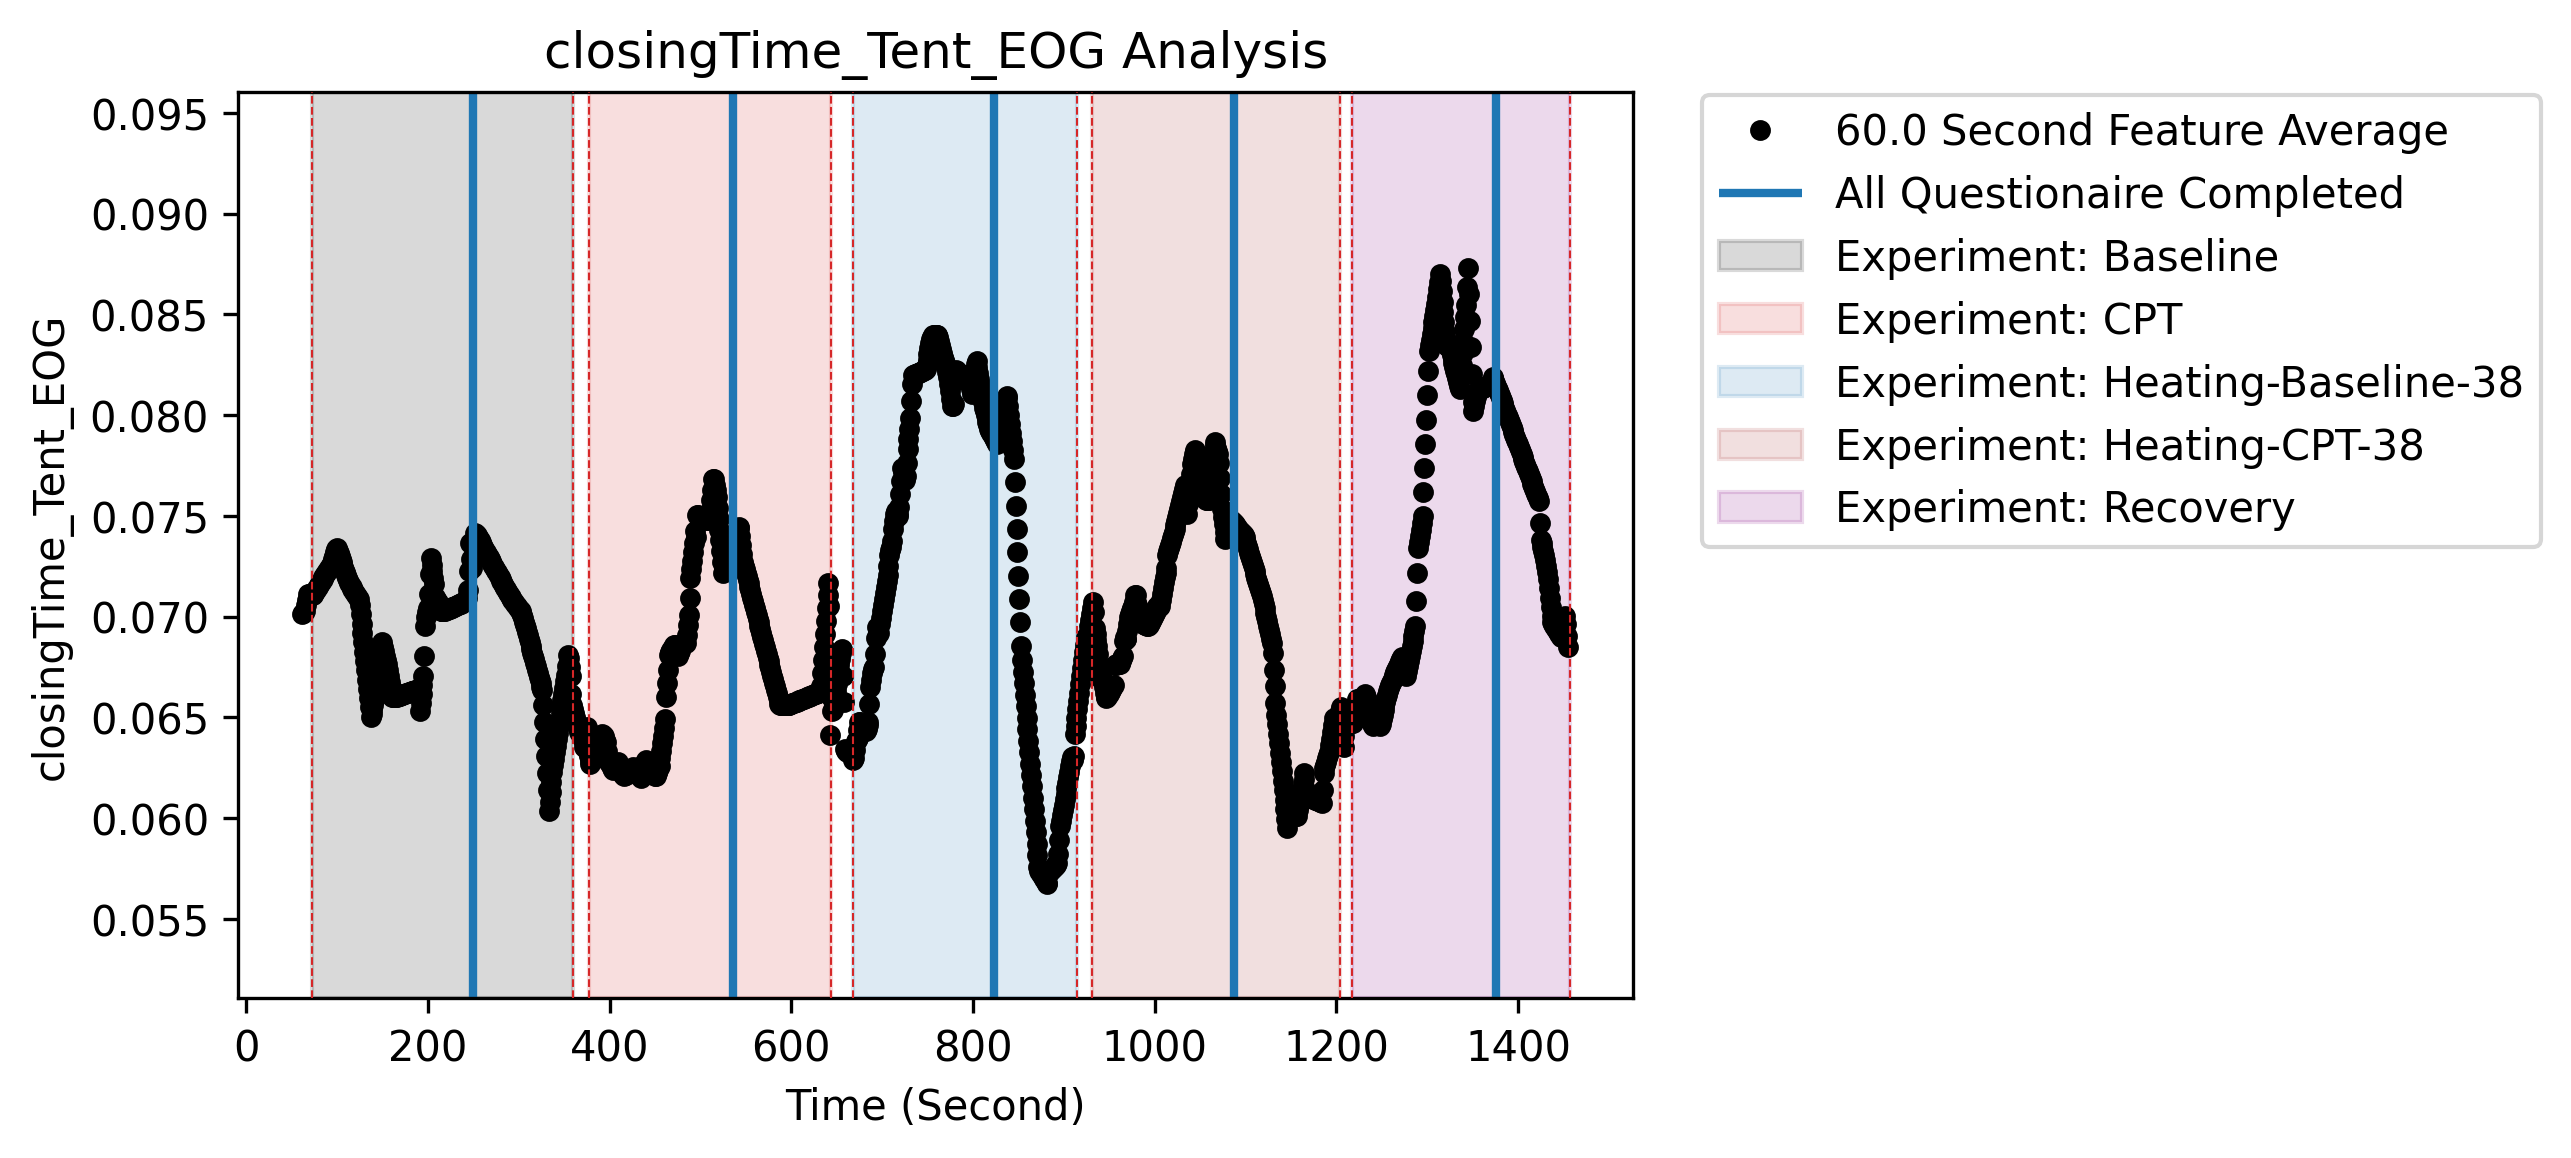 closingTime_Tent_EOG Analysis
closingTime_Tent_EOG
0.095
0.090
0.085
0.080
0.075
0.070
0.065
0.060
0.055
0 200 400 600 800 1000 1200 1400
Time (Second)
60.0 Second Feature Average
All Questionaire Completed
Experiment: Baseline
Experiment: CPT
Experiment: Heating-Baseline-38
Experiment: Heating-CPT-38
Experiment: Recovery